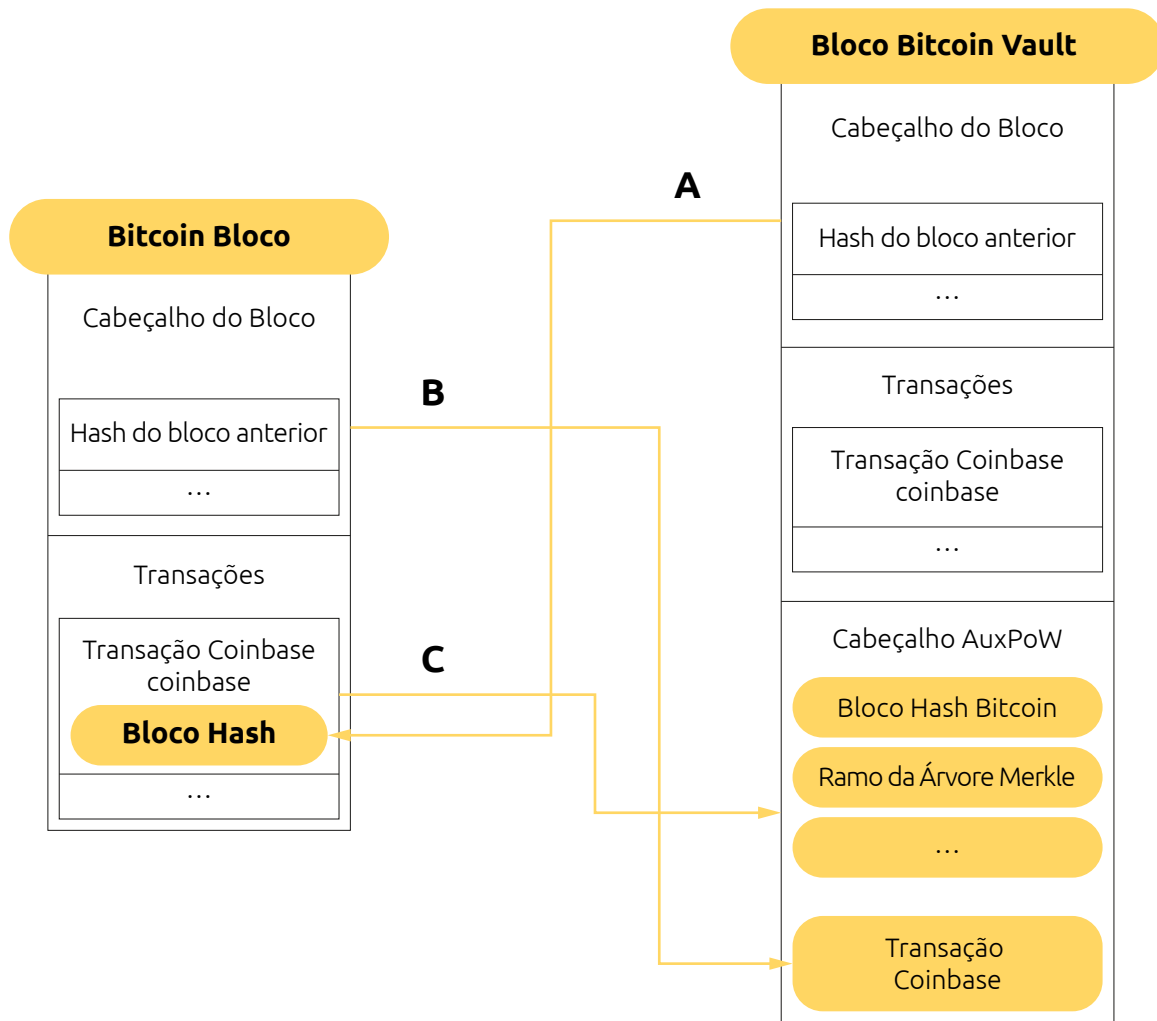 Bitcoin Bloco
Cabeçalho do Bloco
Hash do bloco anterior
...
Transações
Transação Coinbase
coinbase
Bloco Hash
...
A
B
C
Bloco Bitcoin Vault
Cabeçalho do Bloco
Hash do bloco anterior
...
Transações
Transação Coinbase
coinbase
...
Cabeçalho AuxPoW
Bloco Hash Bitcoin
Ramo da Árvore Merkle
...
Transação
Coinbase